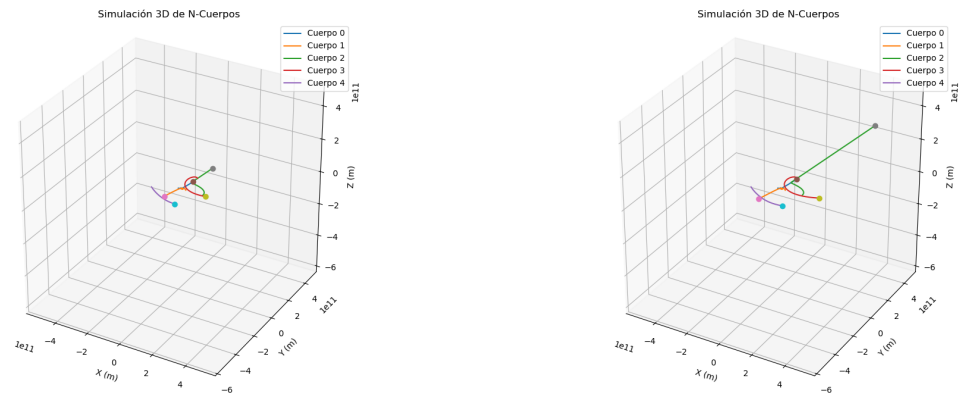 Simulación 3D de N-Cuerpos
Cuerpo 0
Cuerpo 1
Cuerpo 2
Cuerpo 3
Cuerpo 4
1e11
4
2
0
−2
−4
−6
Z (m)
1e11
−4
−2
0
2
4
X (m)
−6
−4
−2
0
2
4
1e11
Y (m)
Simulación 3D de N-Cuerpos
Cuerpo 0
Cuerpo 1
Cuerpo 2
Cuerpo 3
Cuerpo 4
1e11
4
2
0
−2
−4
−6
Z (m)
1e11
−4
−2
0
2
4
X (m)
−6
−4
−2
0
2
4
1e11
Y (m)